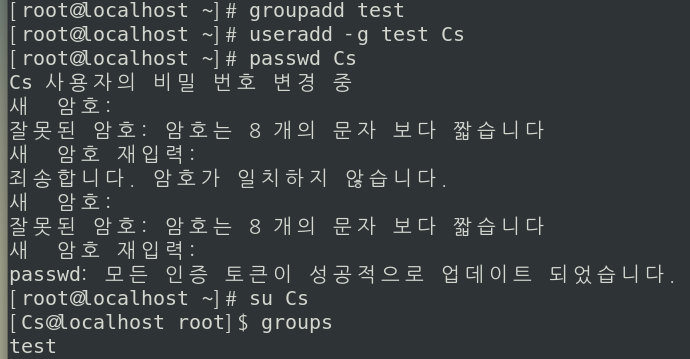 [root@localhost ~]# groupadd test
[root@localhost ~]# useradd -g test Cs
[root@localhost ~]# passwd Cs
Cs 사용자의 비밀 번호 변경 중
새 암호:
잘못된 암호: 암호는 8 개의 문자 보다 짧습니다
새 암호 재입력:
죄송합니다. 암호가 일치하지 않습니다.
새 암호:
잘못된 암호: 암호는 8 개의 문자 보다 짧습니다
새 암호 재입력:
passwd: 모든 인증 토큰이 성공적으로 업데이트 되었습니다.
[root@localhost ~]# su Cs
[Cs@localhost root]$ groups
test